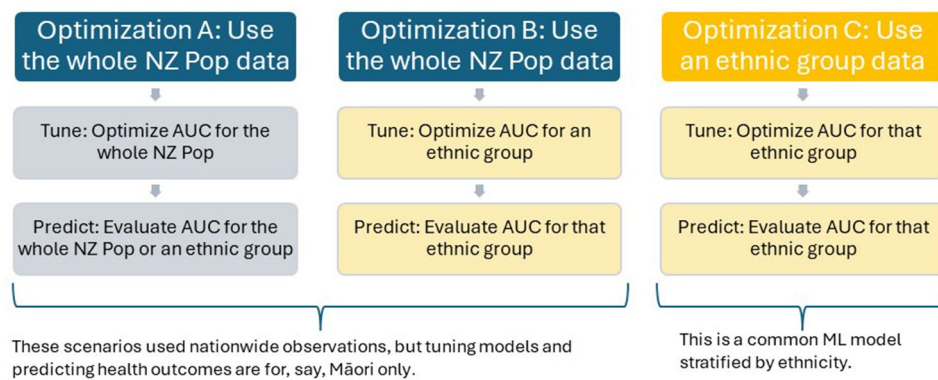 Optimization A: Use
the whole NZ Pop data
Tune: Optimize AUC for the
whole NZ Pop
Predict: Evaluate AUC for the
whole NZ Pop or an ethnic group
Optimization B: Use
the whole NZ Pop data
Tune: Optimize AUC for an
ethnic group
Predict: Evaluate AUC for that
ethnic group
Optimization C: Use
an ethnic group data
Tune: Optimize AUC for that
ethnic group
Predict: Evaluate AUC for that
ethnic group
These scenarios used nationwide observations, but tuning models and
predicting health outcomes are for, say, Māori only.
This is a common ML model
stratified by ethnicity.